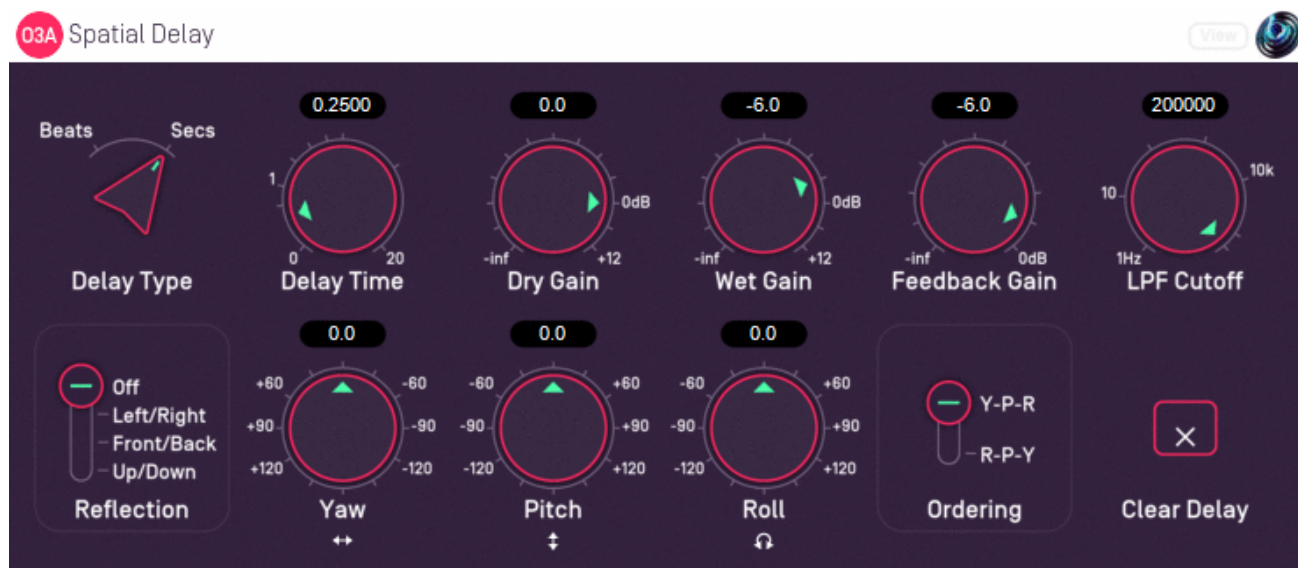 O3A Spatial Delay View
0.2500 0.0 -6.0 -6.0 200000
Beats Secs
1 0dB 0dB 10 10k
0 20 -inf +12 -inf +12 -inf 0dB 1Hz
Delay Type Delay Time Dry Gain Wet Gain Feedback Gain LPF Cutoff
0.0 0.0 0.0
Off +60 -60 -60 +60 -60 +60
Y-P-R
Left/Right
+90 -90 -90 +90 -90 +90
Front/Back
R-P-Y
Up/Down +120 -120 -120 +120 -120 +120
Reflection Yaw Pitch Roll Ordering Clear Delay